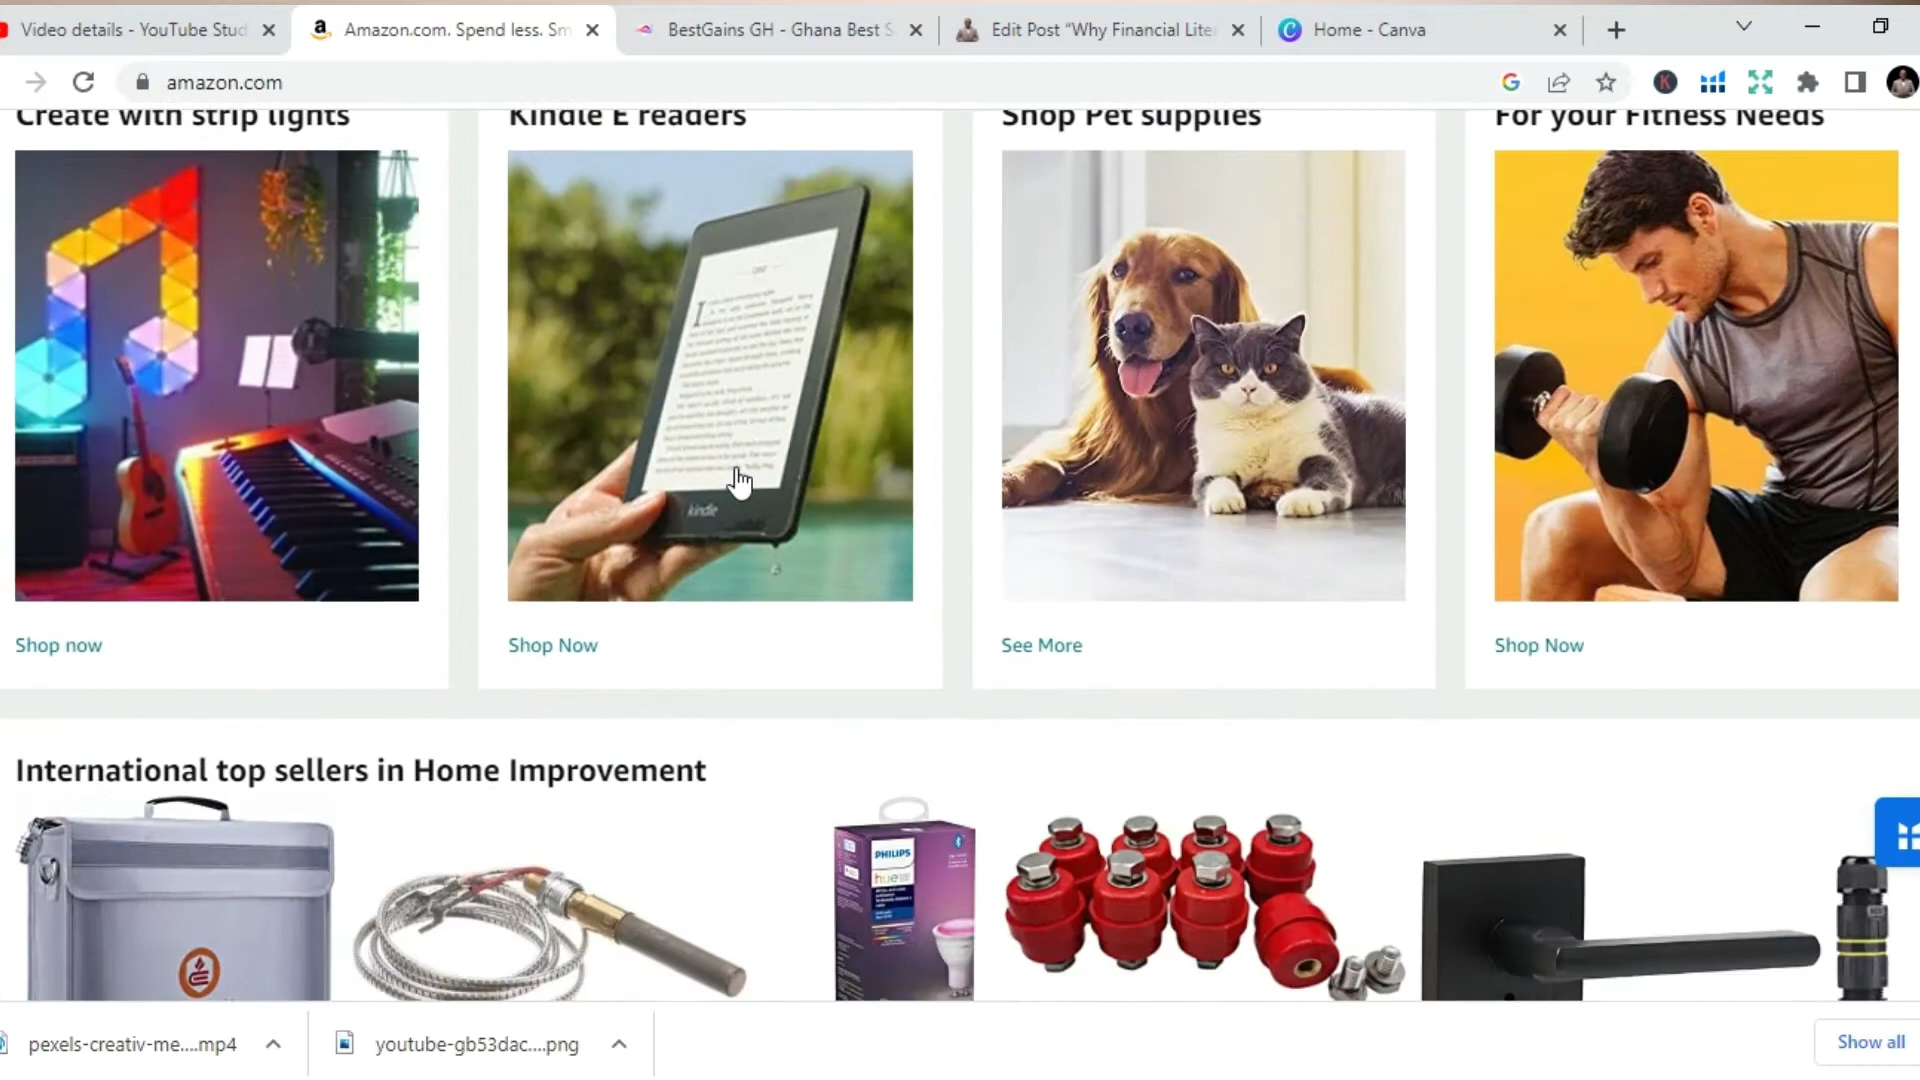 Video details - YouTube Stud
Amazon.com. Spend less. Sm
BestGains GH - Ghana Best S
Edit Post “Why Financial Lite
Home - Canva
amazon.com
Create with strip lights
Kindle E readers
Shop Pet supplies
For your Fitness Needs
kindle
Shop now
Shop Now
See More
Shop Now
International top sellers in Home Improvement
PHILIPS
hue
pexels-creativ-me....mp4
youtube-gb53dac....png
Show all